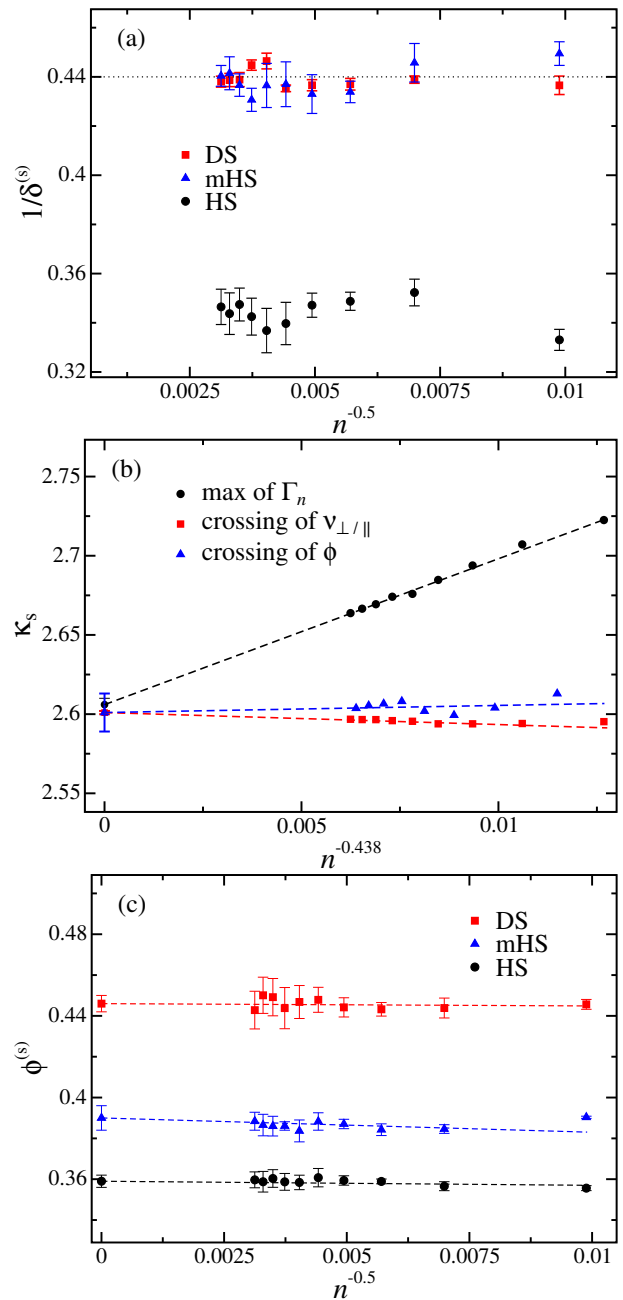 (a)
0.44
0.4
0.36
0.32
1/δ(s)
DS
mHS
HS
0.0025
0.005
0.0075
0.01
n-0.5
(b)
2.75
2.7
2.65
2.6
2.55
κs
max of Γn
crossing of ν⊥/||
crossing of ϕ
0
0.005
0.01
n-0.438
(c)
0.48
0.44
0.4
0.36
ϕ(s)
DS
mHS
HS
0
0.0025
0.005
0.0075
0.01
n-0.5